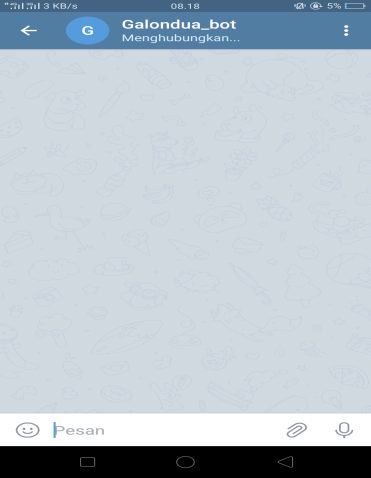 3 KB/s 08.18 5%
G
Galondua_bot
Menghubungkan...
Pesan